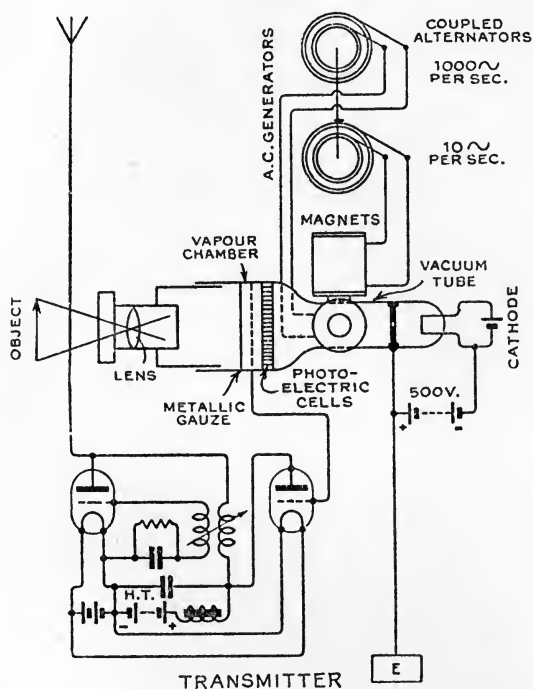 COUPLED
ALTERNATORS
1000~
PER SEC.
A.C. GENERATORS
10~
PER SEC.
MAGNETS
VAPOUR
CHAMBER
VACUUM
TUBE
OBJECT
LENS
CATHODE
PHOTO-
ELECTRIC
CELLS
METALLIC
GAUZE
500V.
+ -
H.T.
- +
E
TRANSMITTER